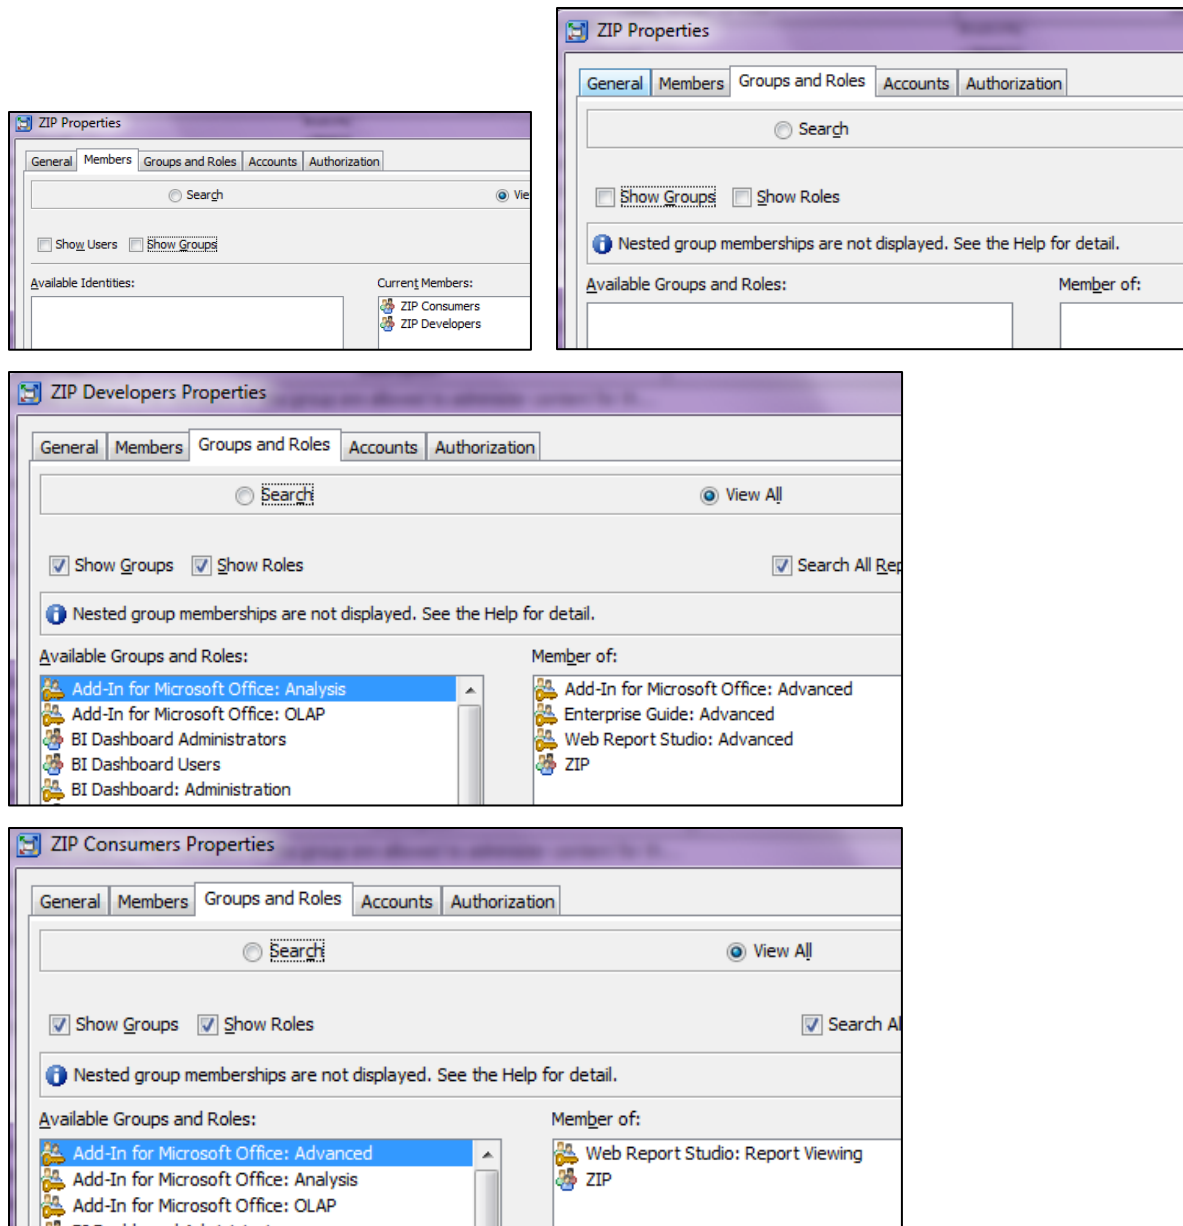 ZIP Properties
General Members Groups and Roles Accounts Authorization
Search Vie
Show Users Show Groups
Available Identities: Current Members:
ZIP Consumers
ZIP Developers
ZIP Properties
General Members Groups and Roles Accounts Authorization
Search
Show Groups Show Roles
Nested group memberships are not displayed. See the Help for detail.
Available Groups and Roles: Member of:
ZIP Developers Properties
General Members Groups and Roles Accounts Authorization
Search View All
Show Groups Show Roles Search All Rep
Nested group memberships are not displayed. See the Help for detail.
Available Groups and Roles: Member of:
Add-In for Microsoft Office: Analysis Add-In for Microsoft Office: Advanced
Add-In for Microsoft Office: OLAP Enterprise Guide: Advanced
BI Dashboard Administrators Web Report Studio: Advanced
BI Dashboard Users ZIP
BI Dashboard: Administration
ZIP Consumers Properties
General Members Groups and Roles Accounts Authorization
Search View All
Show Groups Show Roles Search Al
Nested group memberships are not displayed. See the Help for detail.
Available Groups and Roles: Member of:
Add-In for Microsoft Office: Advanced Web Report Studio: Report Viewing
Add-In for Microsoft Office: Analysis ZIP
Add-In for Microsoft Office: OLAP